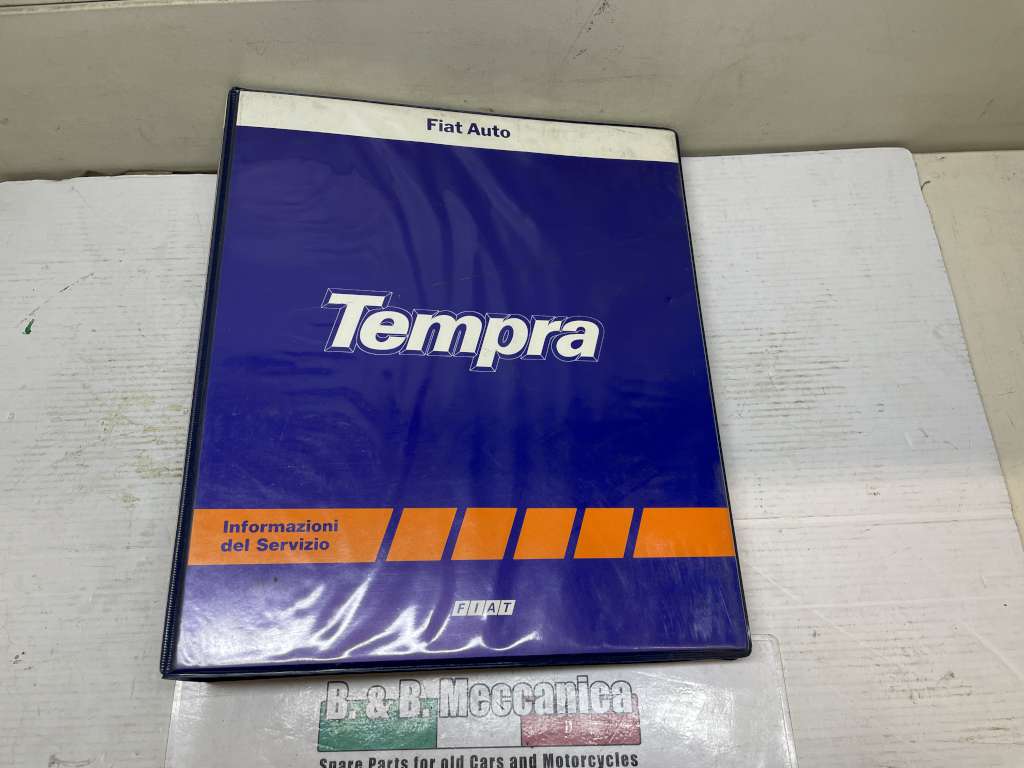 Fiat Auto
Tempra
Informazioni
del Servizio
FIAT
B. & B. Meccanica
Spare Parts for old Cars and Motorcycles